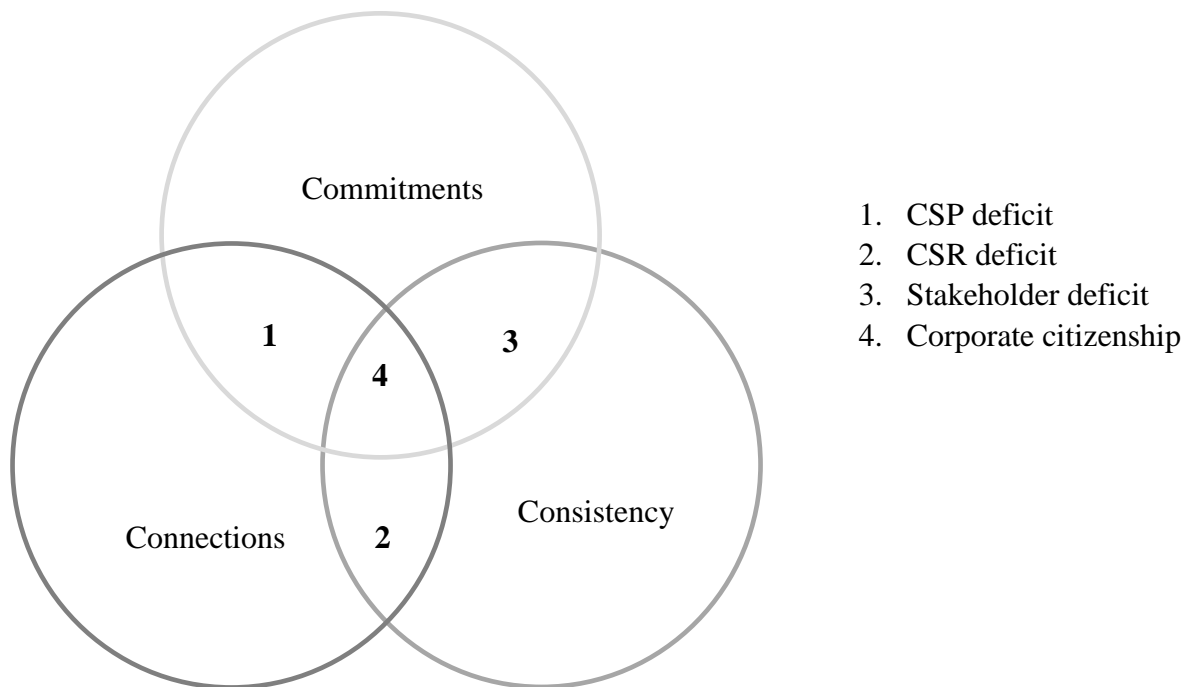 Commitments
1. CSP deficit
2. CSR deficit
3. Stakeholder deficit
4. Corporate citizenship
1
3
4
Connections
2
Consistency